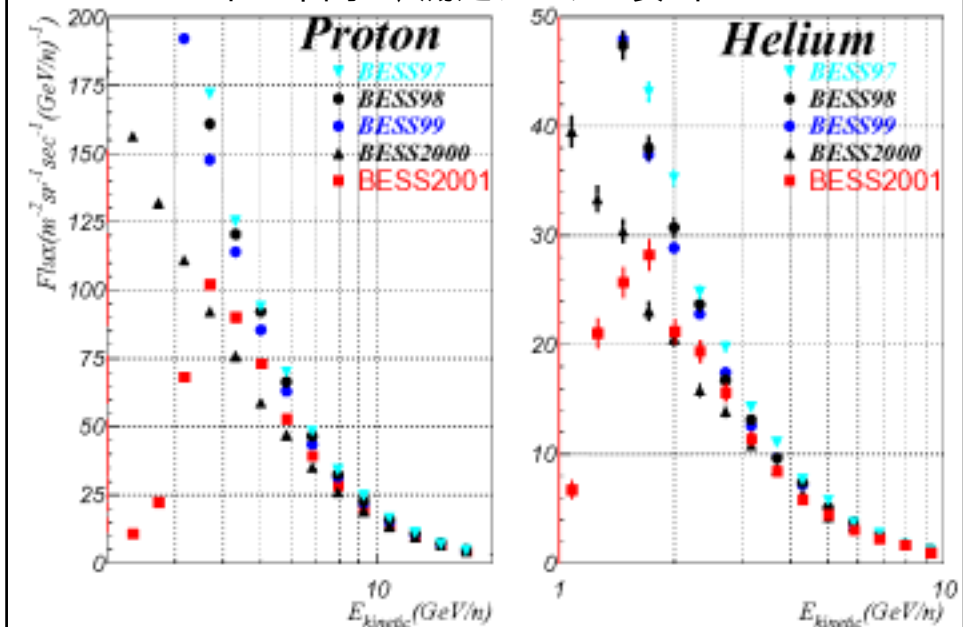 Proton
BESS97
BESS98
BESS99
BESS2000
BESS2001
Flux(m⁻²sr⁻¹sec⁻¹(GeV/n)⁻¹)
200
175
150
125
100
75
50
25
0
10
E_kinetic(GeV/n)
Helium
BESS97
BESS98
BESS99
BESS2000
BESS2001
50
40
30
20
10
0
1
10
E_kinetic(GeV/n)